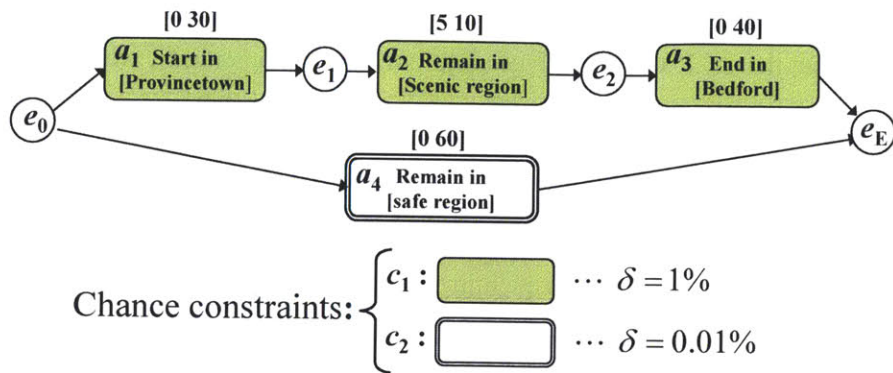 [0 30]
[5 10]
[0 40]
a1 Start in
[Provincetown]
e1
a2 Remain in
[Scenic region]
e2
a3 End in
[Bedford]
e0
eE
[0 60]
a4 Remain in
[safe region]
Chance constraints:
c1 : ··· δ = 1%
c2 : ··· δ = 0.01%